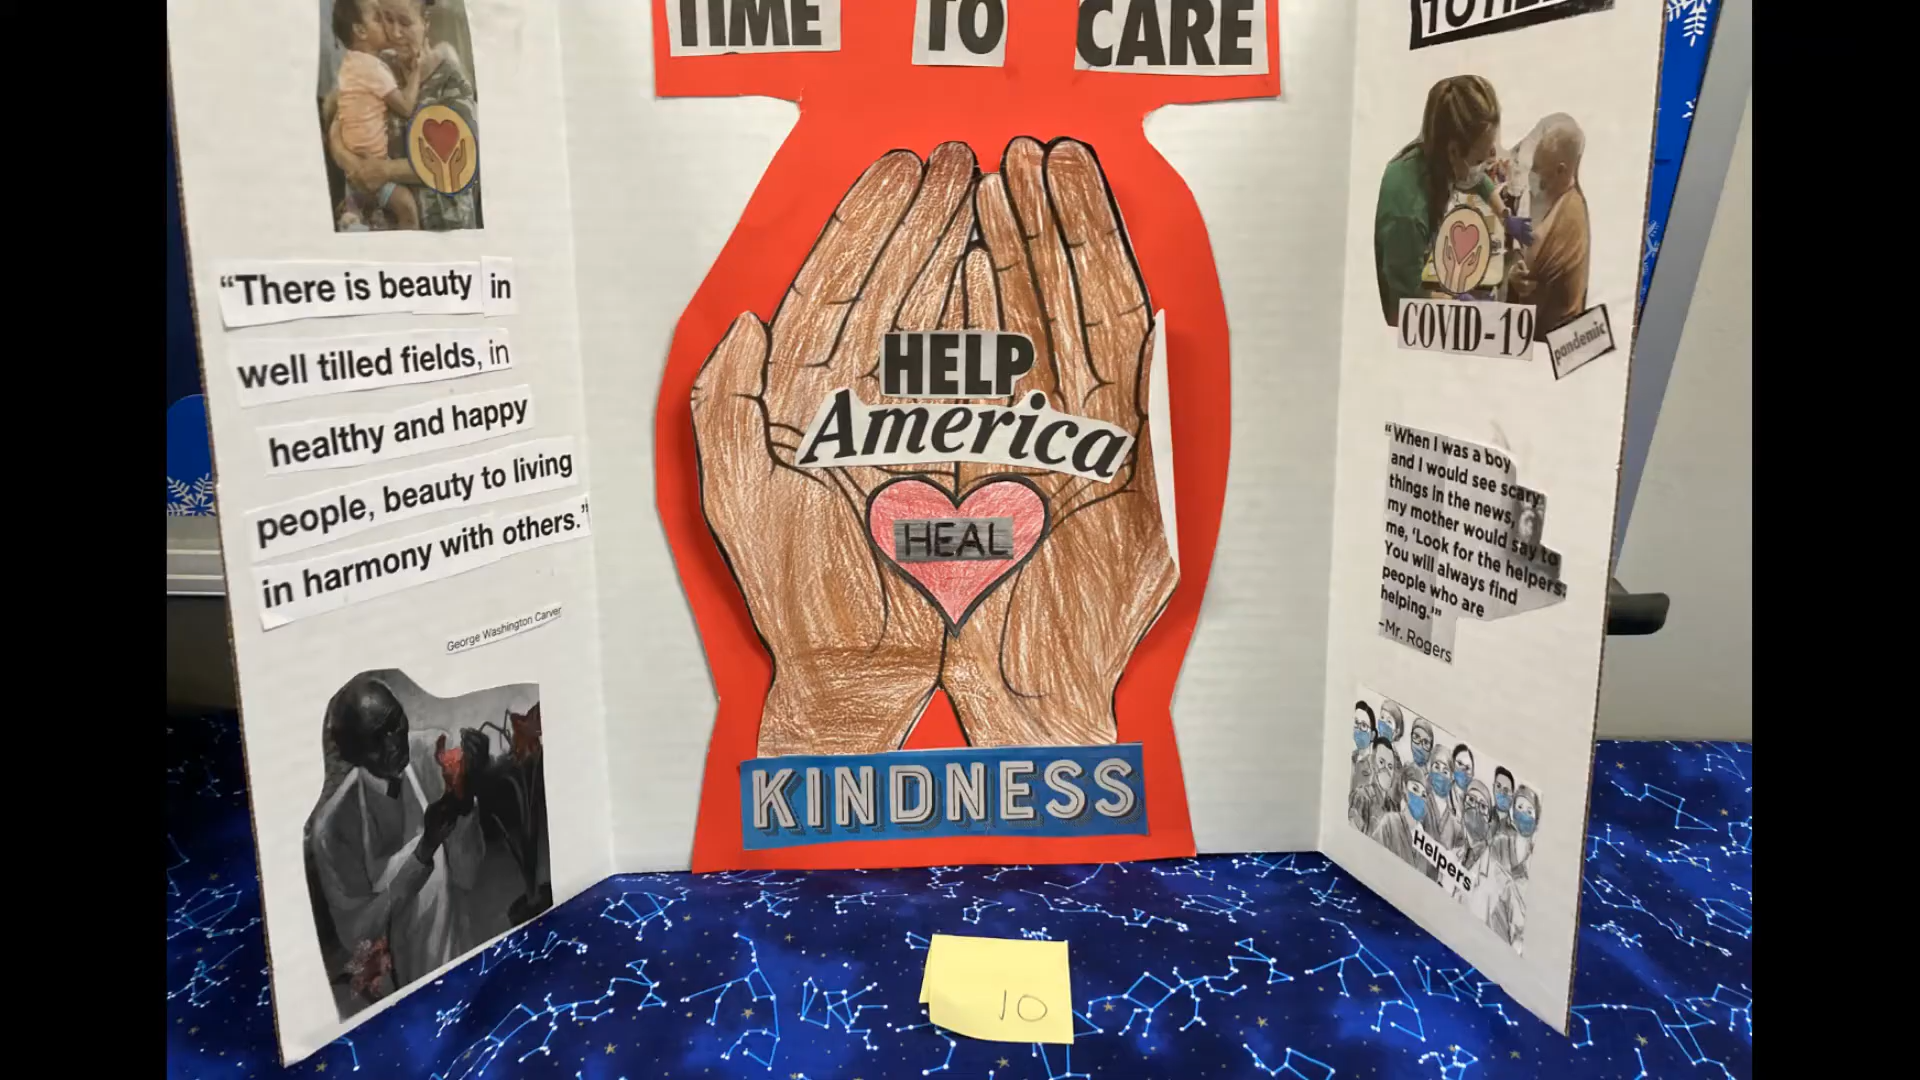 TIME TO CARE
"There is beauty in
well tilled fields, in
healthy and happy
people, beauty to living
in harmony with others."
George Washington Carver
HELP
America
HEAL
KINDNESS
TO
COVID-19
pandemic
"When I was a boy
and I would see scary
things in the news,
my mother would say to
me, 'Look for the helpers.
You will always find
people who are
helping.'"
-Mr. Rogers
Helpers
10